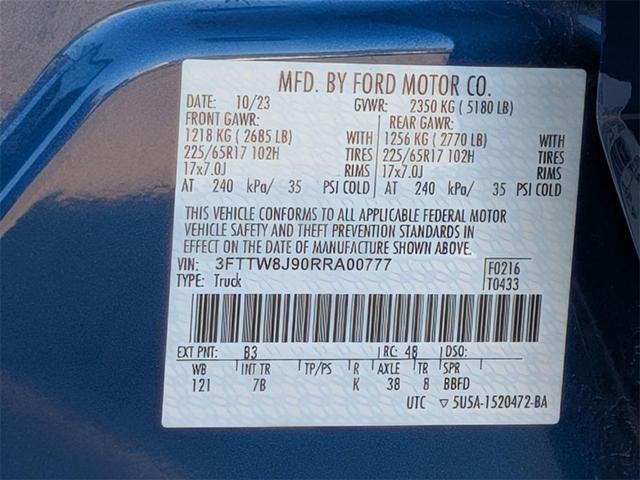 MFD. BY FORD MOTOR CO.
DATE: 10/23 GVWR: 2350 KG ( 5180 LB)
FRONT GAWR: REAR GAWR:
1218 KG ( 2685 LB) WITH 1256 KG ( 2770 LB) WITH
225/65R17 102H TIRES 225/65R17 102H TIRES
17x7.0J RIMS 17x7.0J RIMS
AT 240 kPa/ 35 PSI COLD AT 240 kPa/ 35 PSI COLD
THIS VEHICLE CONFORMS TO ALL APPLICABLE FEDERAL MOTOR
VEHICLE SAFETY AND THEFT PREVENTION STANDARDS IN
EFFECT ON THE DATE OF MANUFACTURE SHOWN ABOVE.
VIN: 3FTTW8J90RRA00777 F0216
TYPE: Truck T0433
EXT PNT: B3 RC: 48 DSO:
WB INT TR TP/PS R AXLE TR SPR
121 7B K 38 8 BBFD
UTC ▽ 5U5A-1520472-BA